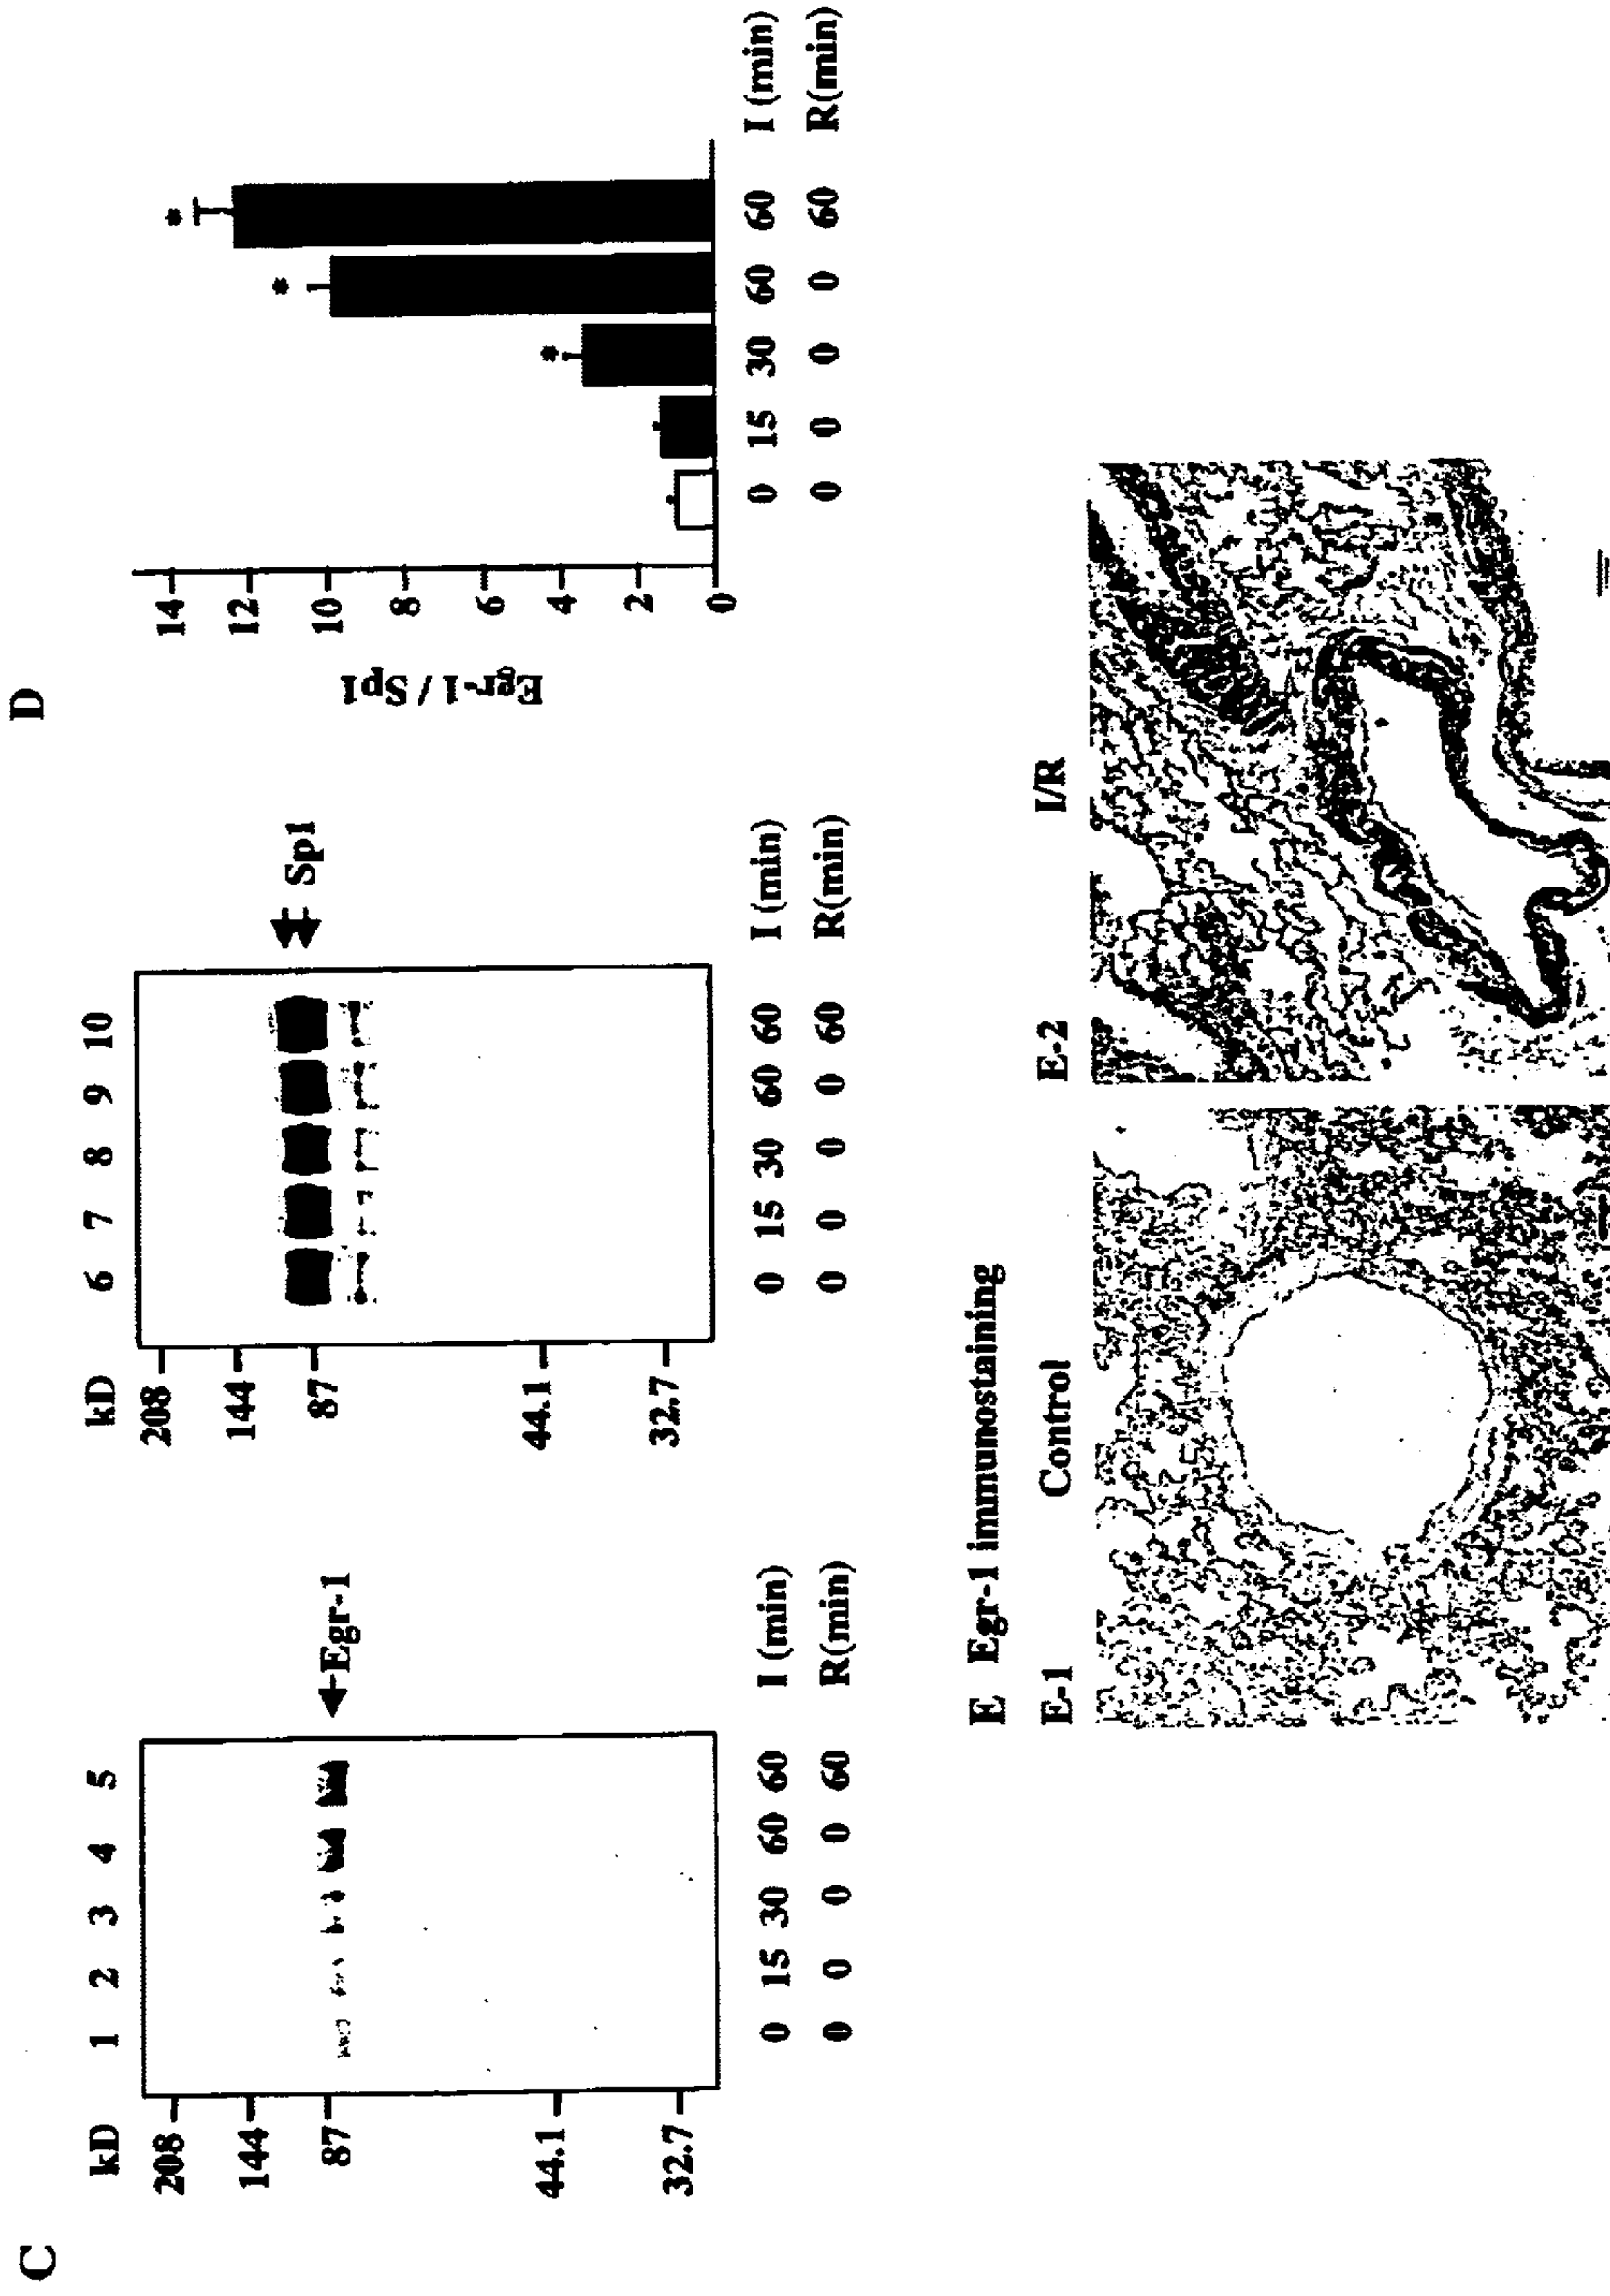 C
kD 1 2 3 4 5
208
144
87
44.1
32.7
Egr-1
0 15 30 60 60 I (min)
0 0 0 0 60 R(min)
kD 6 7 8 9 10
208
144
87
44.1
32.7
Sp1
0 15 30 60 60 I (min)
0 0 0 0 60 R(min)
D
Egr-1 / Sp1
14
12
10
8
6
4
2
0
* * *
0 15 30 60 60 I (min)
0 0 0 0 60 R(min)
E Egr-1 immunostaining
E-1 Control
E-2 I/R